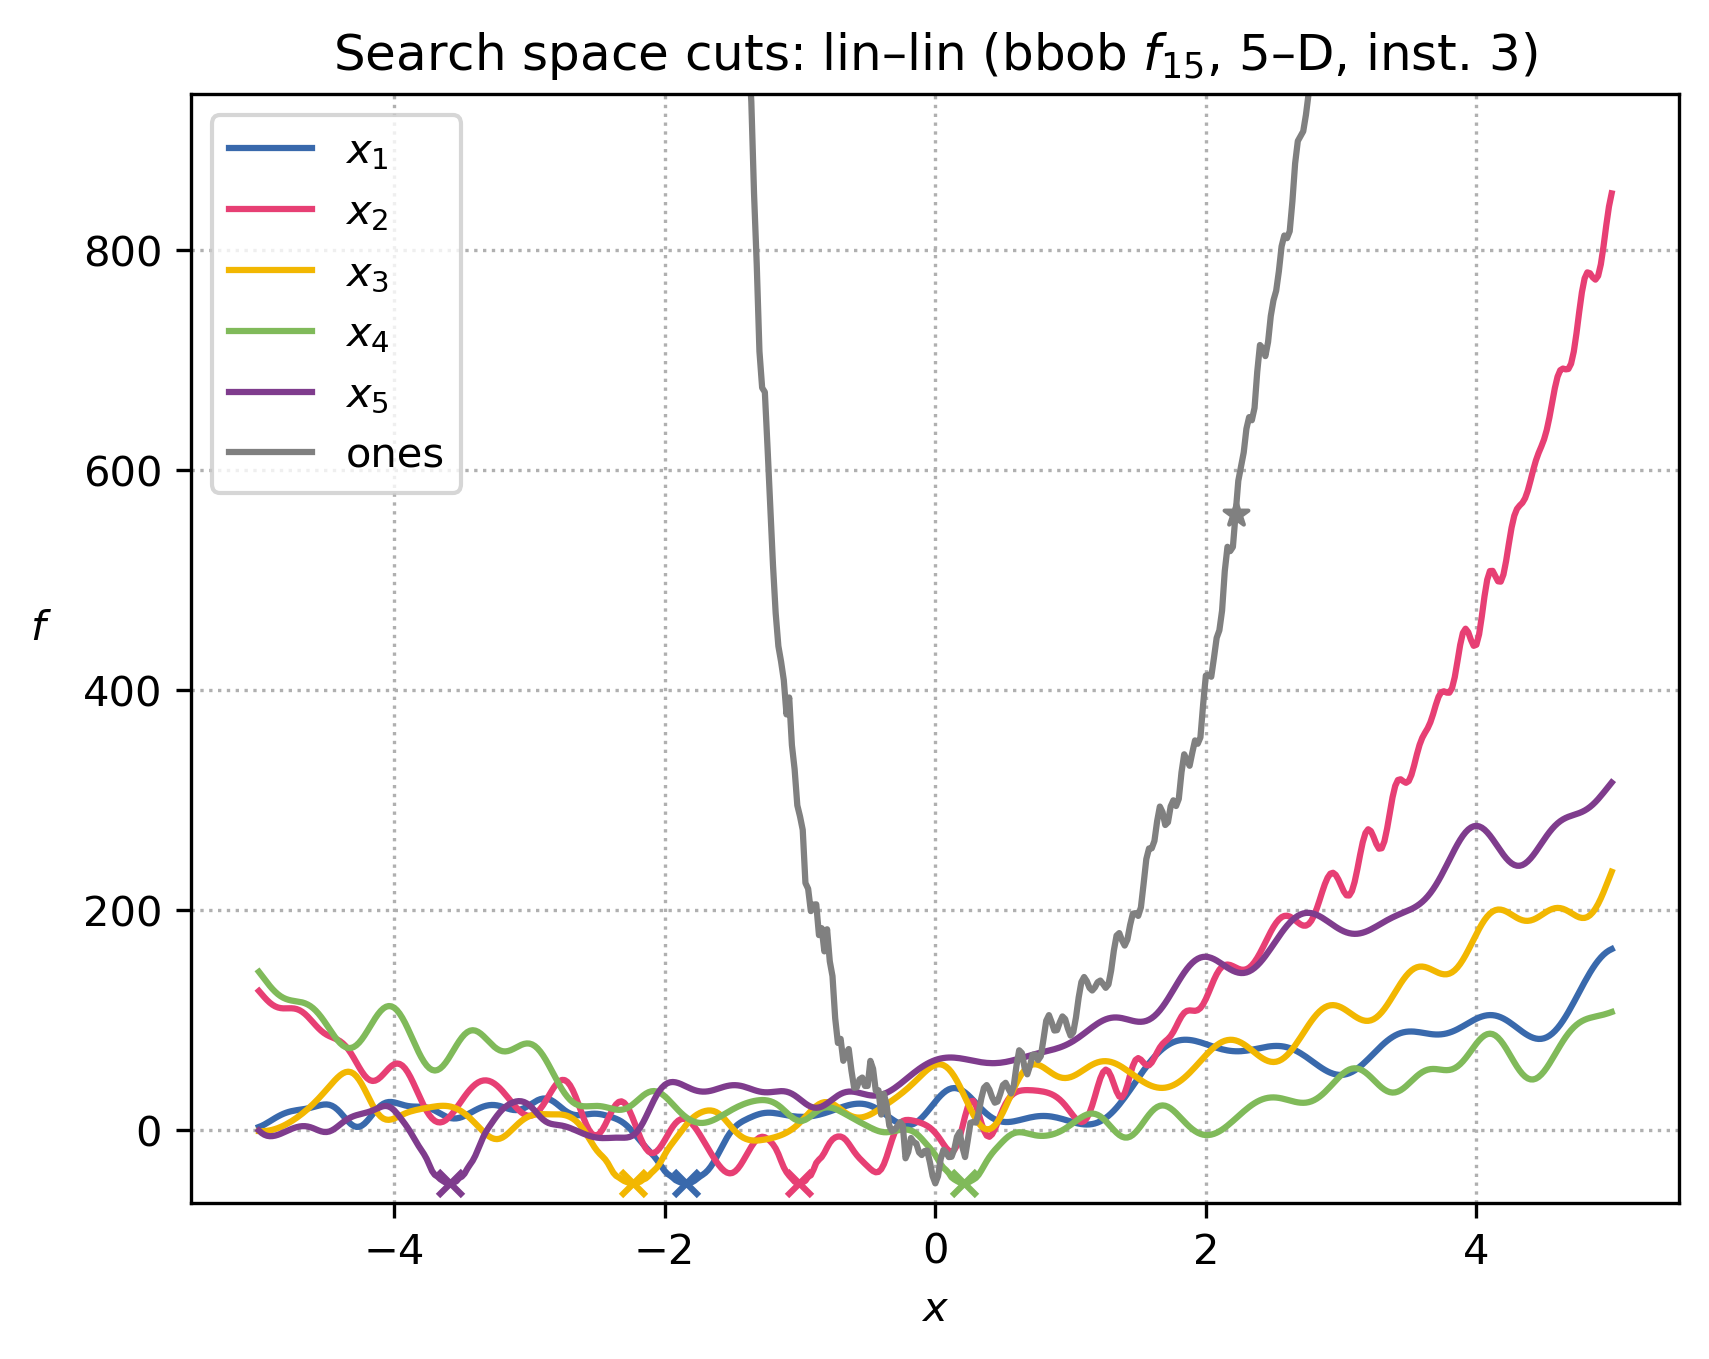 Search space cuts: lin–lin (bbob f₁₅, 5–D, inst. 3)
x₁
x₂
x₃
x₄
x₅
ones
800
600
400
200
0
f
−4 −2 0 2 4
x